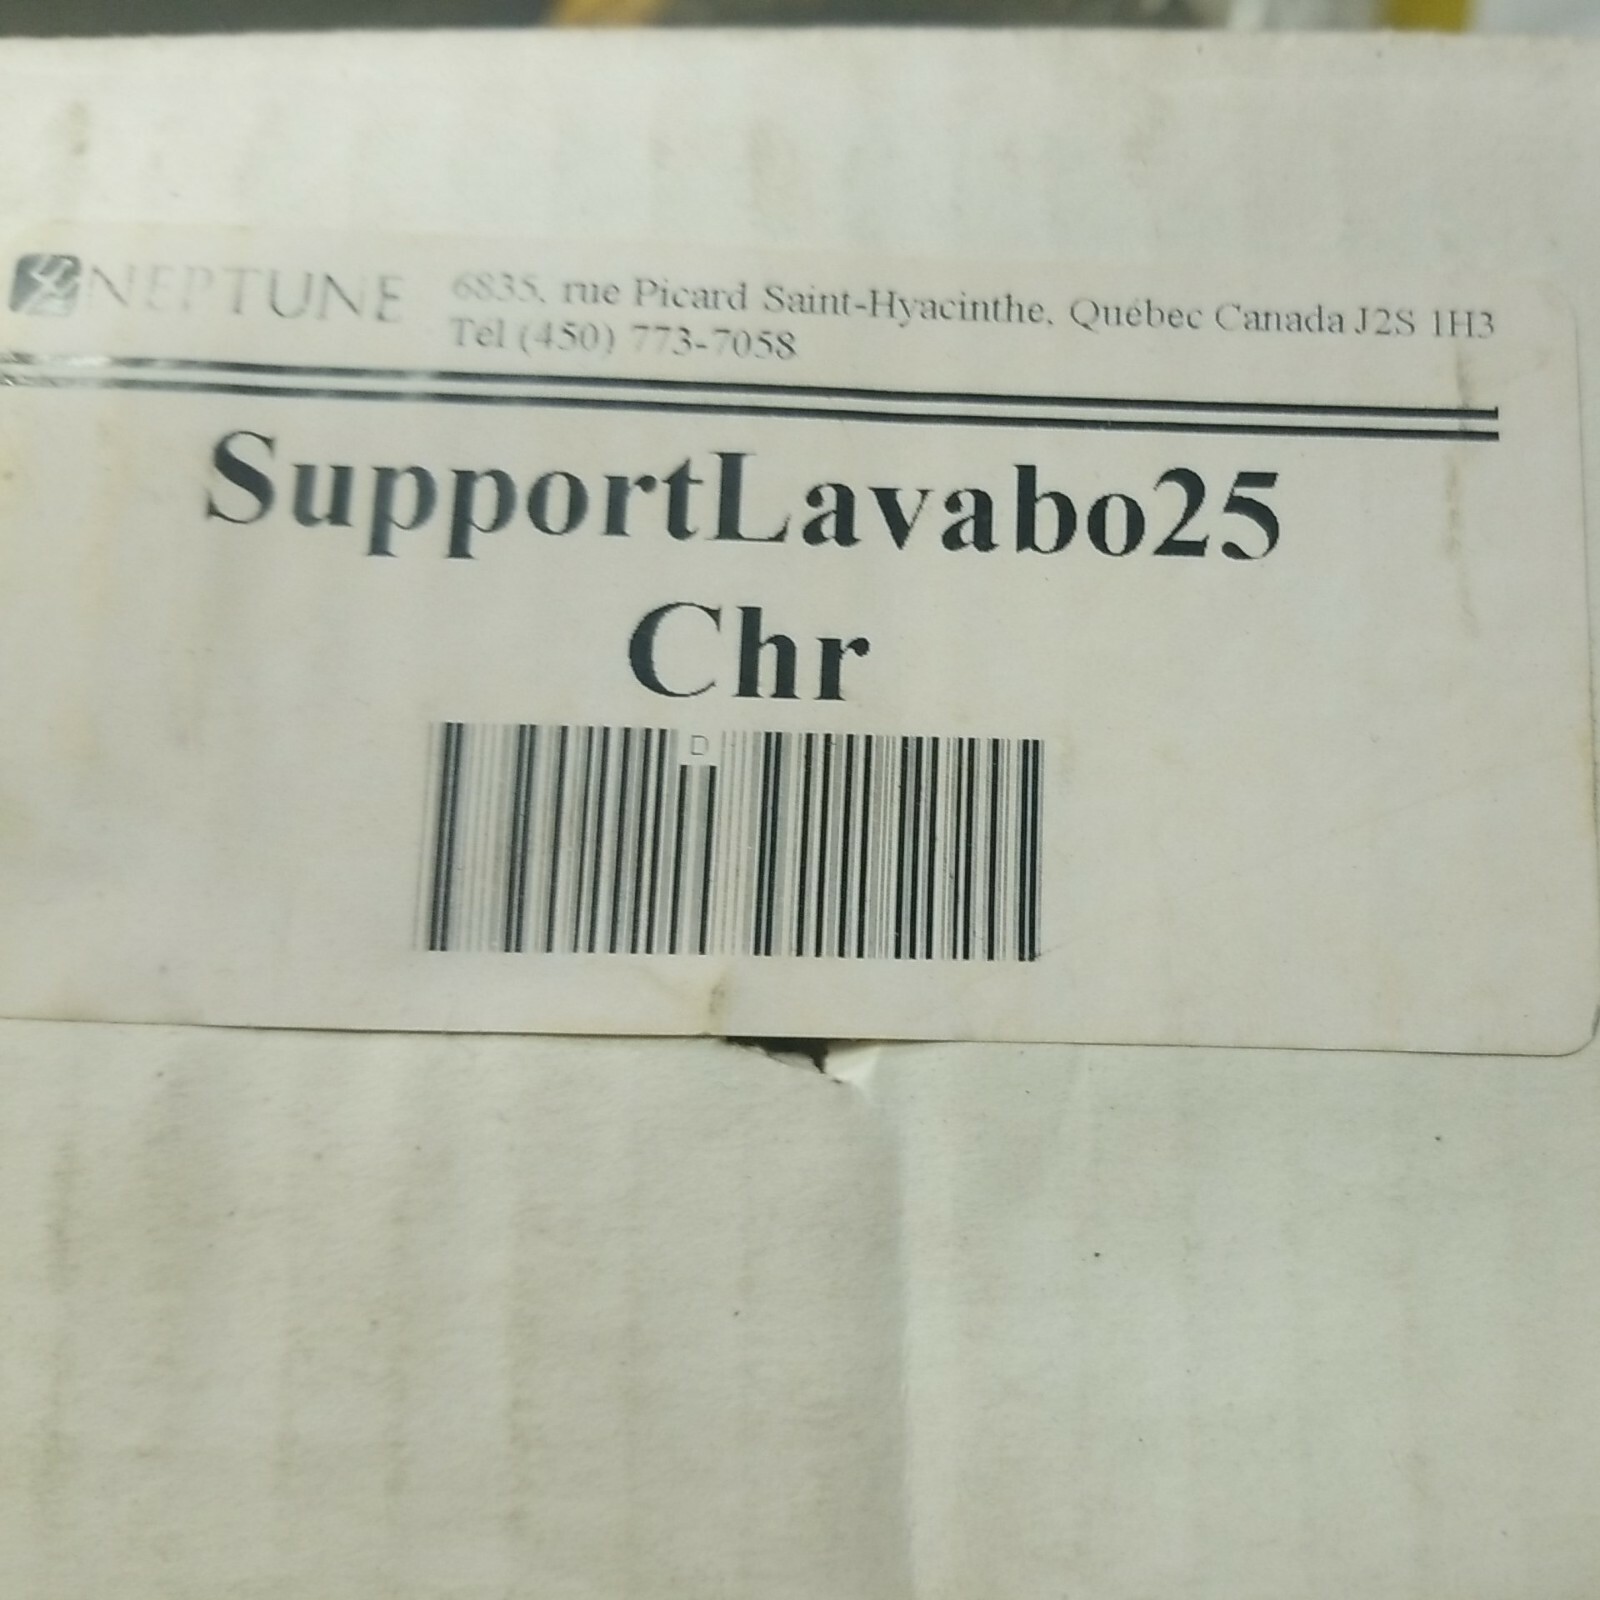 NEPTUNE
6835, rue Picard Saint-Hyacinthe, Québec Canada J2S 1H3
Tel (450) 773-7058
SupportLavabo25
Chr
D